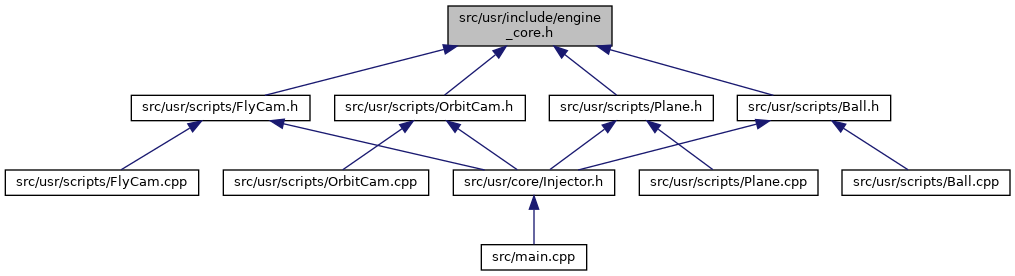 src/usr/include/engine
_core.h
src/usr/scripts/FlyCam.h
src/usr/scripts/OrbitCam.h
src/usr/scripts/Plane.h
src/usr/scripts/Ball.h
src/usr/scripts/FlyCam.cpp
src/usr/scripts/OrbitCam.cpp
src/usr/core/Injector.h
src/usr/scripts/Plane.cpp
src/usr/scripts/Ball.cpp
src/main.cpp